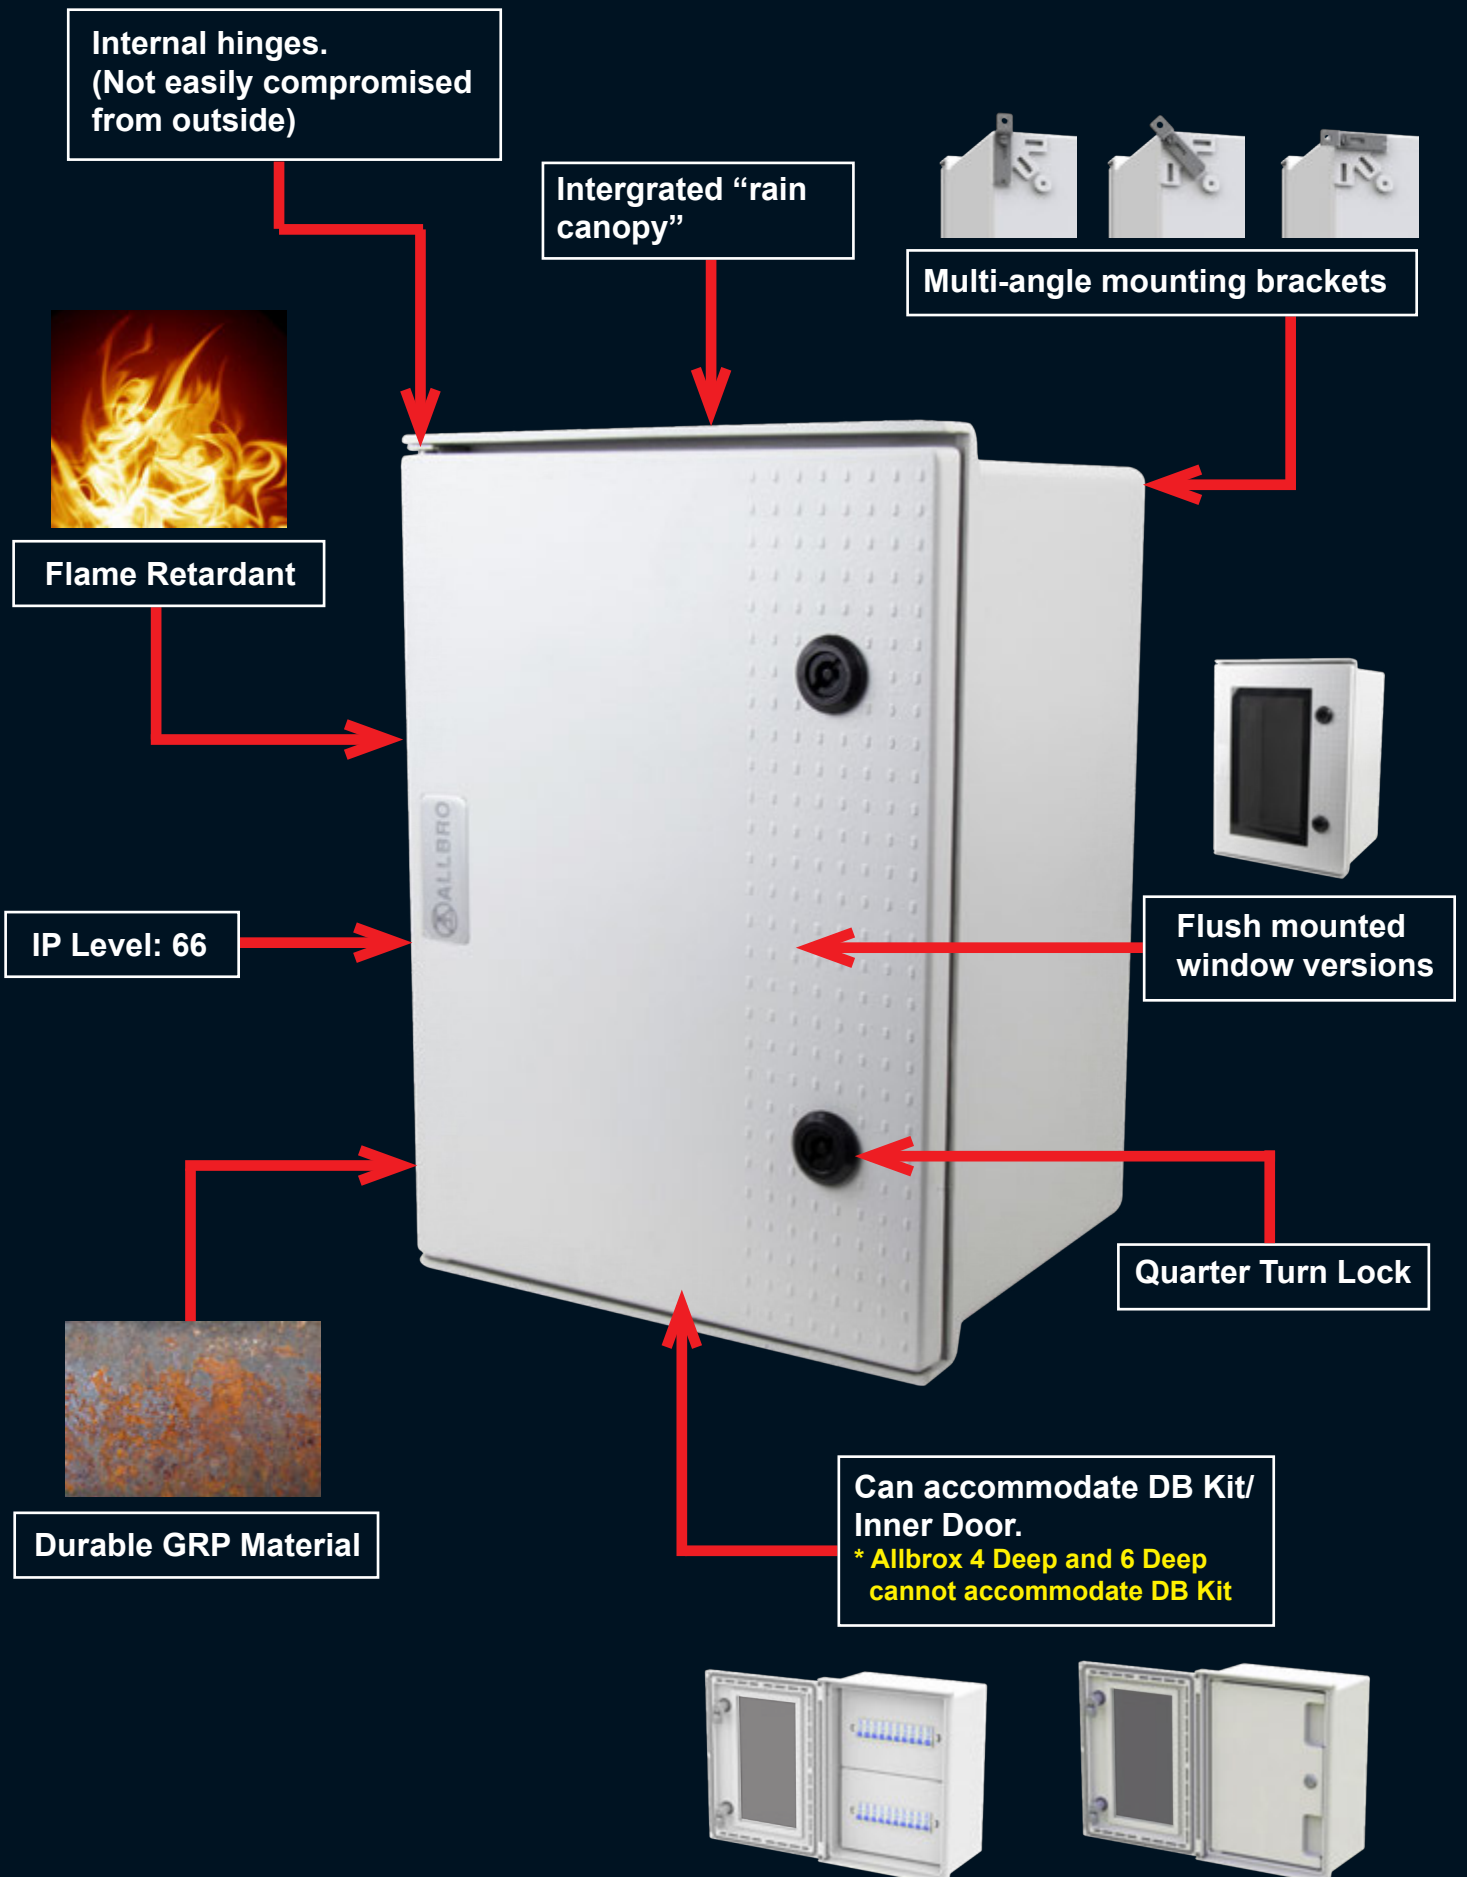 Internal hinges.
(Not easily compromised
from outside)
Intergrated “rain
canopy”
Multi-angle mounting brackets
Flame Retardant
ALLBRO
IP Level: 66
Flush mounted
window versions
Quarter Turn Lock
Durable GRP Material
Can accommodate DB Kit/
Inner Door.
* Allbrox 4 Deep and 6 Deep
cannot accommodate DB Kit